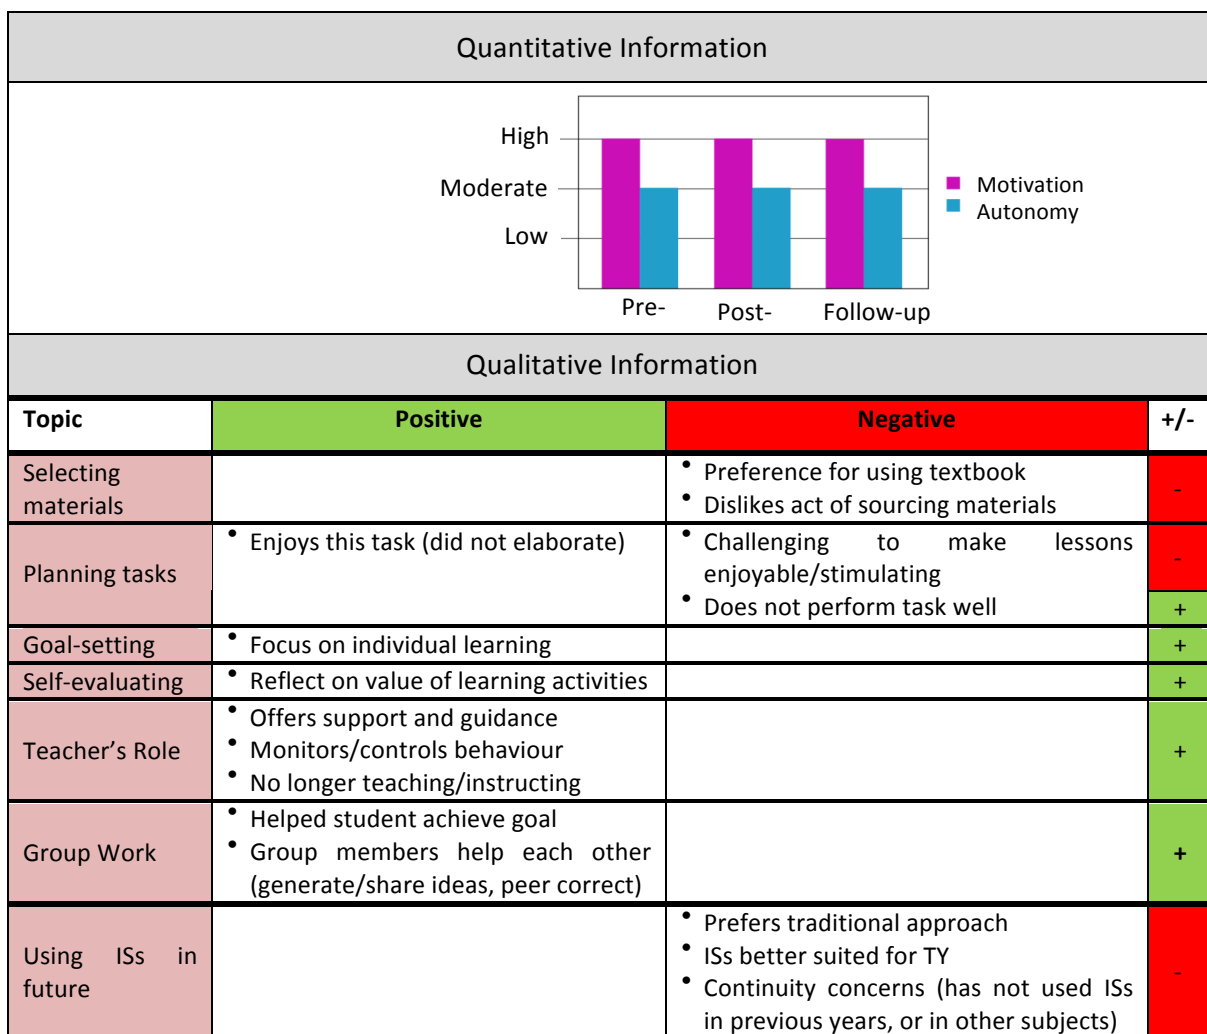 Quantitative Information
High
Moderate
Low
Motivation
Autonomy
Pre-
Post-
Follow-up
Qualitative Information
Topic
Positive
Negative
+/-
Selecting
materials
• Preference for using textbook
• Dislikes act of sourcing materials
-
Planning tasks
• Enjoys this task (did not elaborate)
• Challenging to make lessons
enjoyable/stimulating
• Does not perform task well
-
+
Goal-setting
• Focus on individual learning
+
Self-evaluating
• Reflect on value of learning activities
+
Teacher’s Role
• Offers support and guidance
• Monitors/controls behaviour
• No longer teaching/instructing
+
Group Work
• Helped student achieve goal
• Group members help each other
(generate/share ideas, peer correct)
+
Using ISs in
future
• Prefers traditional approach
• ISs better suited for TY
• Continuity concerns (has not used ISs
in previous years, or in other subjects)
-